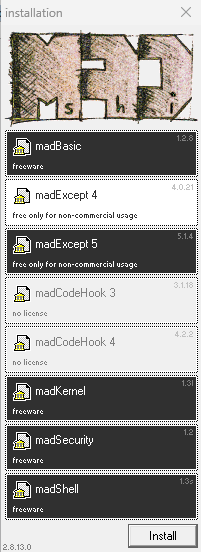 installation
MAD
s h i
madBasic
1.2.8
freeware
madExcept 4
4.0.21
free only for non-commercial usage
madExcept 5
5.1.4
free only for non-commercial usage
madCodeHook 3
3.1.18
no license
madCodeHook 4
4.2.2
no license
madKernel
1.3l
freeware
madSecurity
1.2
freeware
madShell
1.3s
freeware
Install
2.8.13.0